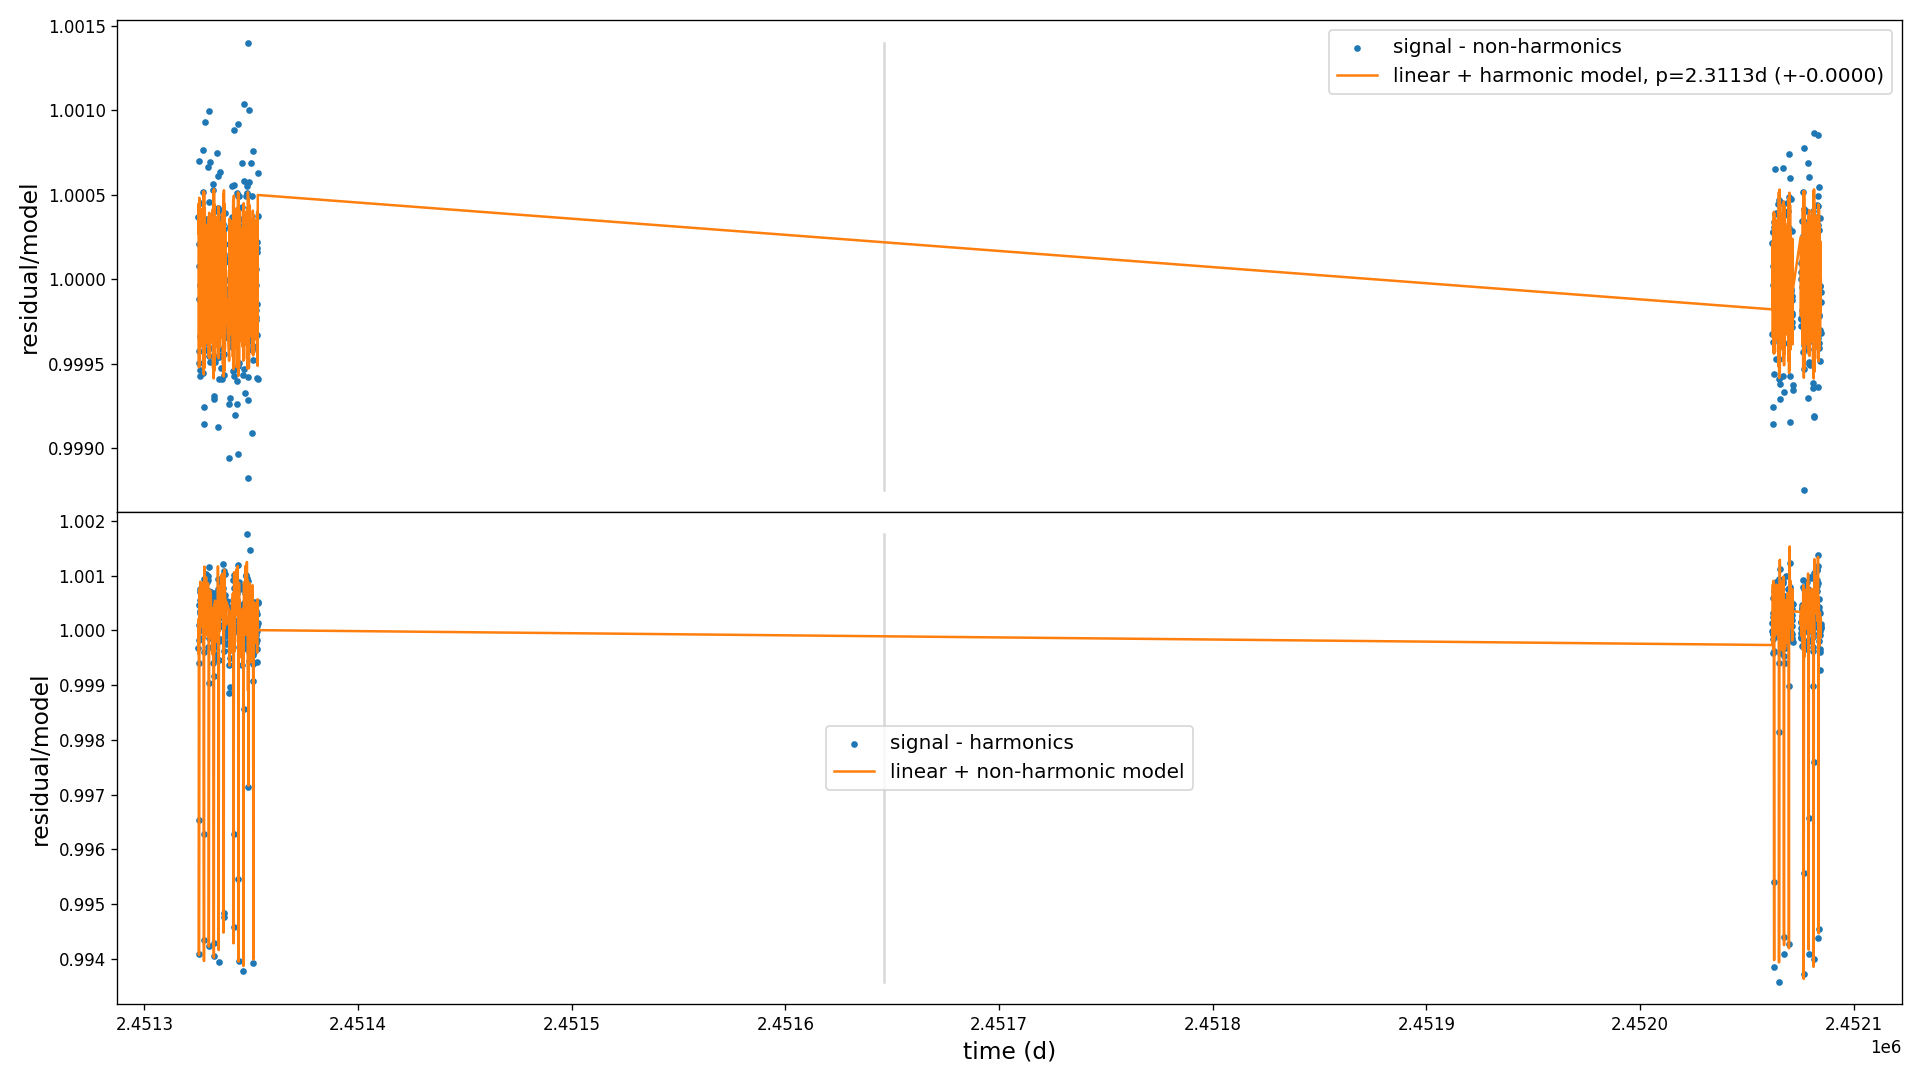 1.0015
1.0010
1.0005
1.0000
0.9995
0.9990
residual/model
signal - non-harmonics
linear + harmonic model, p=2.3113d (+-0.0000)
1.002
1.001
1.000
0.999
0.998
0.997
0.996
0.995
0.994
residual/model
signal - harmonics
linear + non-harmonic model
2.4513 2.4514 2.4515 2.4516 2.4517 2.4518 2.4519 2.4520 2.4521
1e6
time (d)